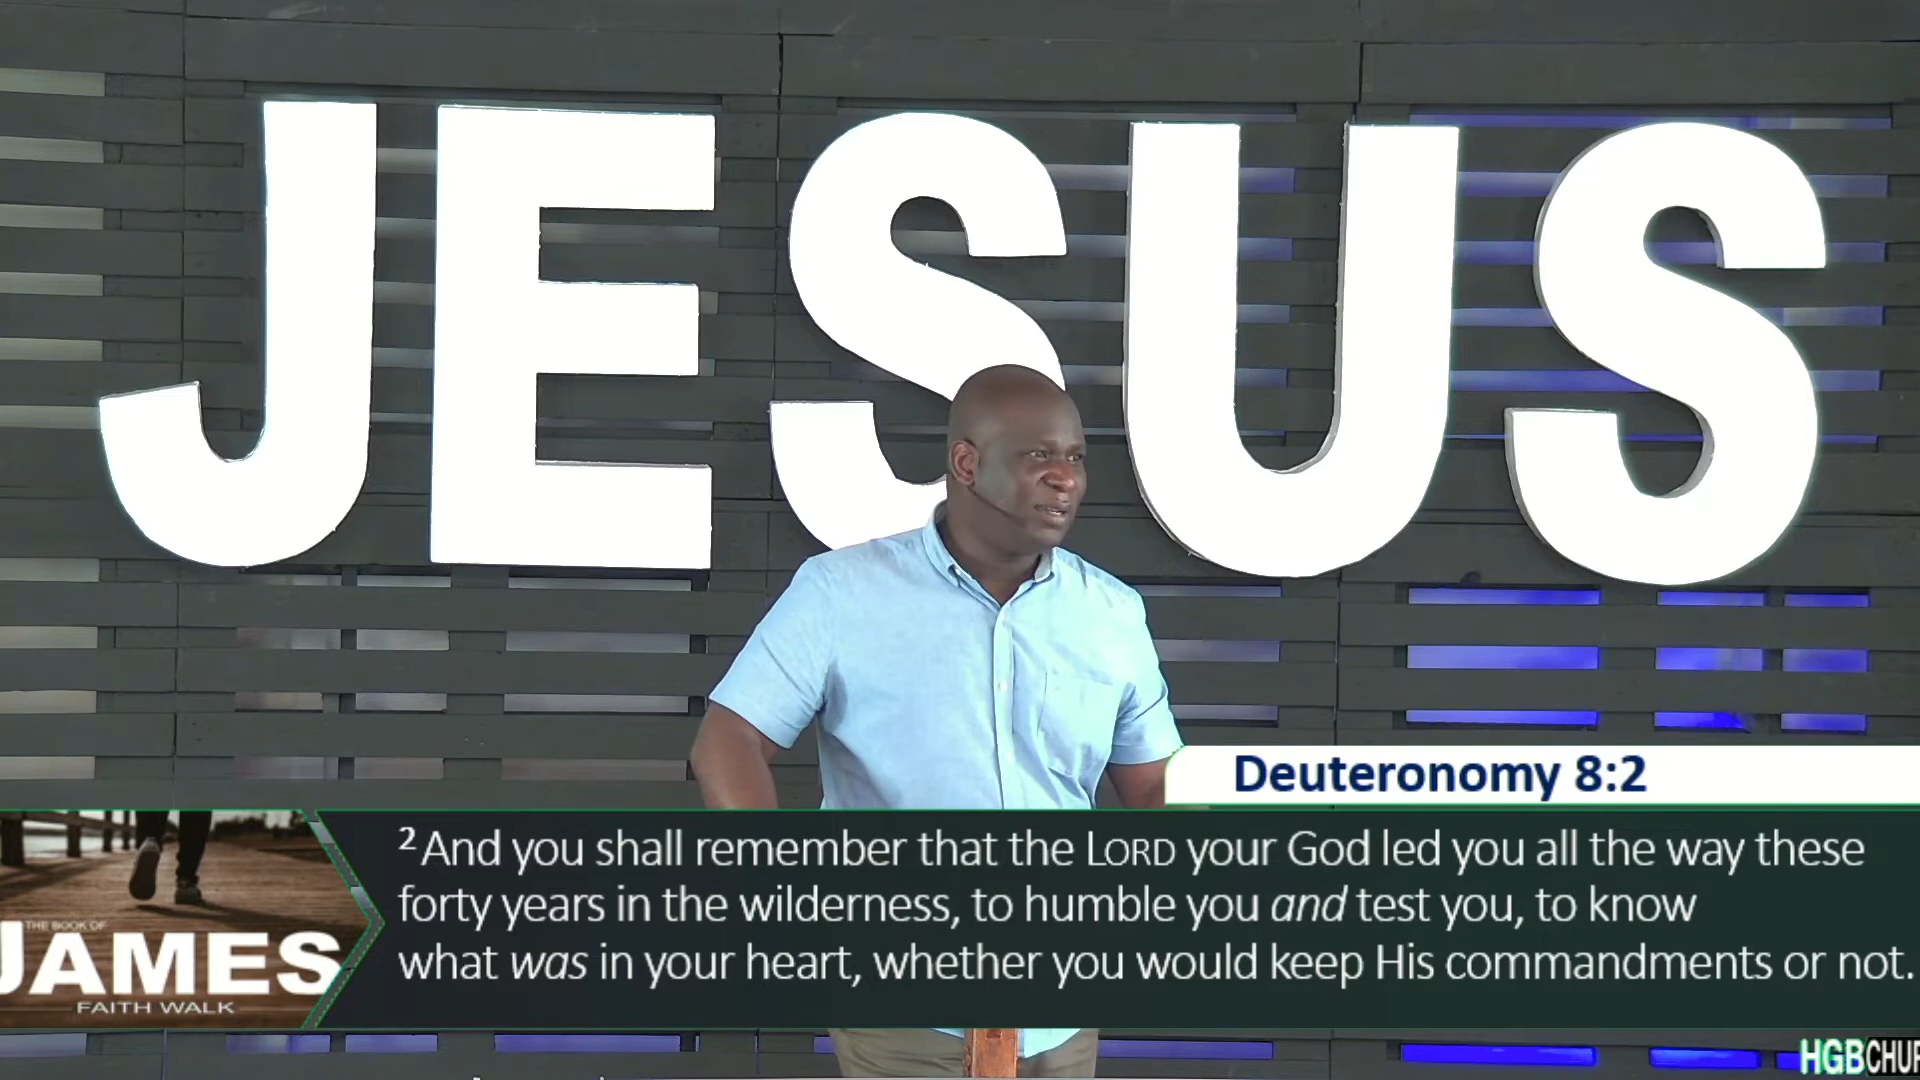 JESUS
Deuteronomy 8:2
2 And you shall remember that the LORD your God led you all the way these
forty years in the wilderness, to humble you and test you, to know
what was in your heart, whether you would keep His commandments or not.
THE BOOK OF
JAMES
FAITH WALK
HGBCHUR